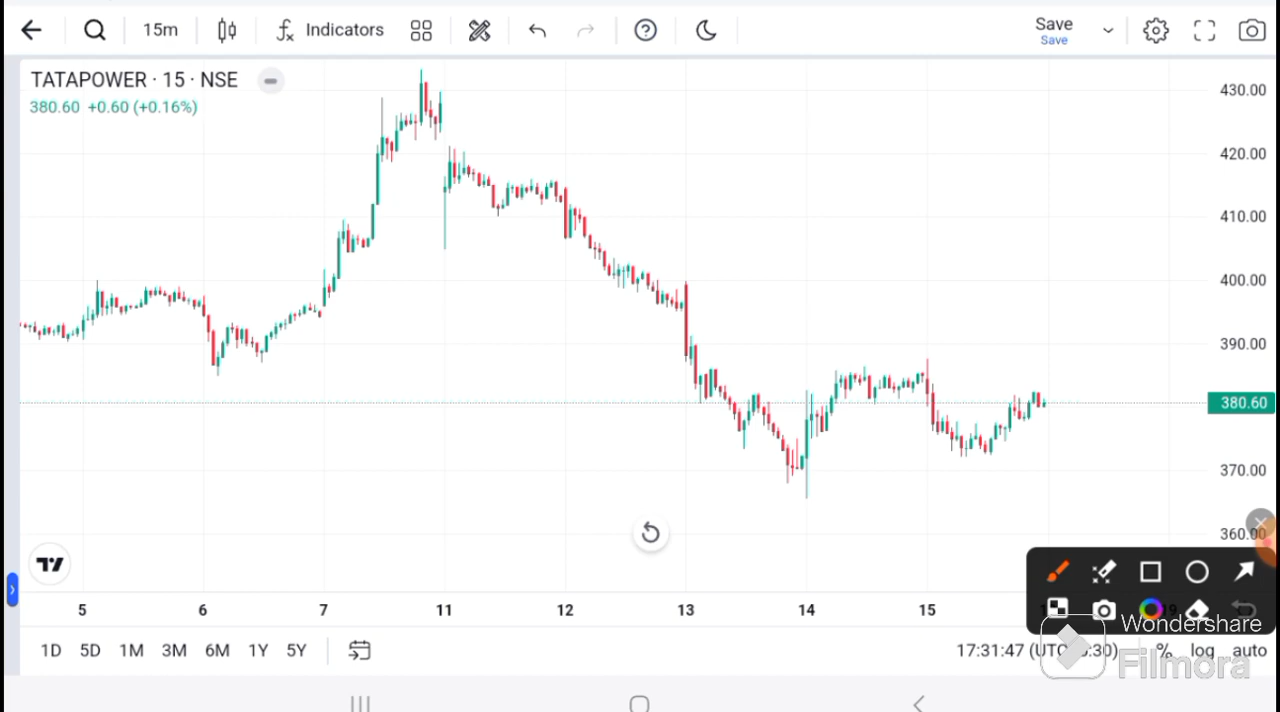 15m
Indicators
Save
Save
TATAPOWER · 15 · NSE
380.60 +0.60 (+0.16%)
430.00
420.00
410.00
400.00
390.00
380.60
370.00
360.00
5 6 7 11 12 13 14 15
1D 5D 1M 3M 6M 1Y 5Y
17:31:47 (UTC
% log auto
Wondershare
Filmora